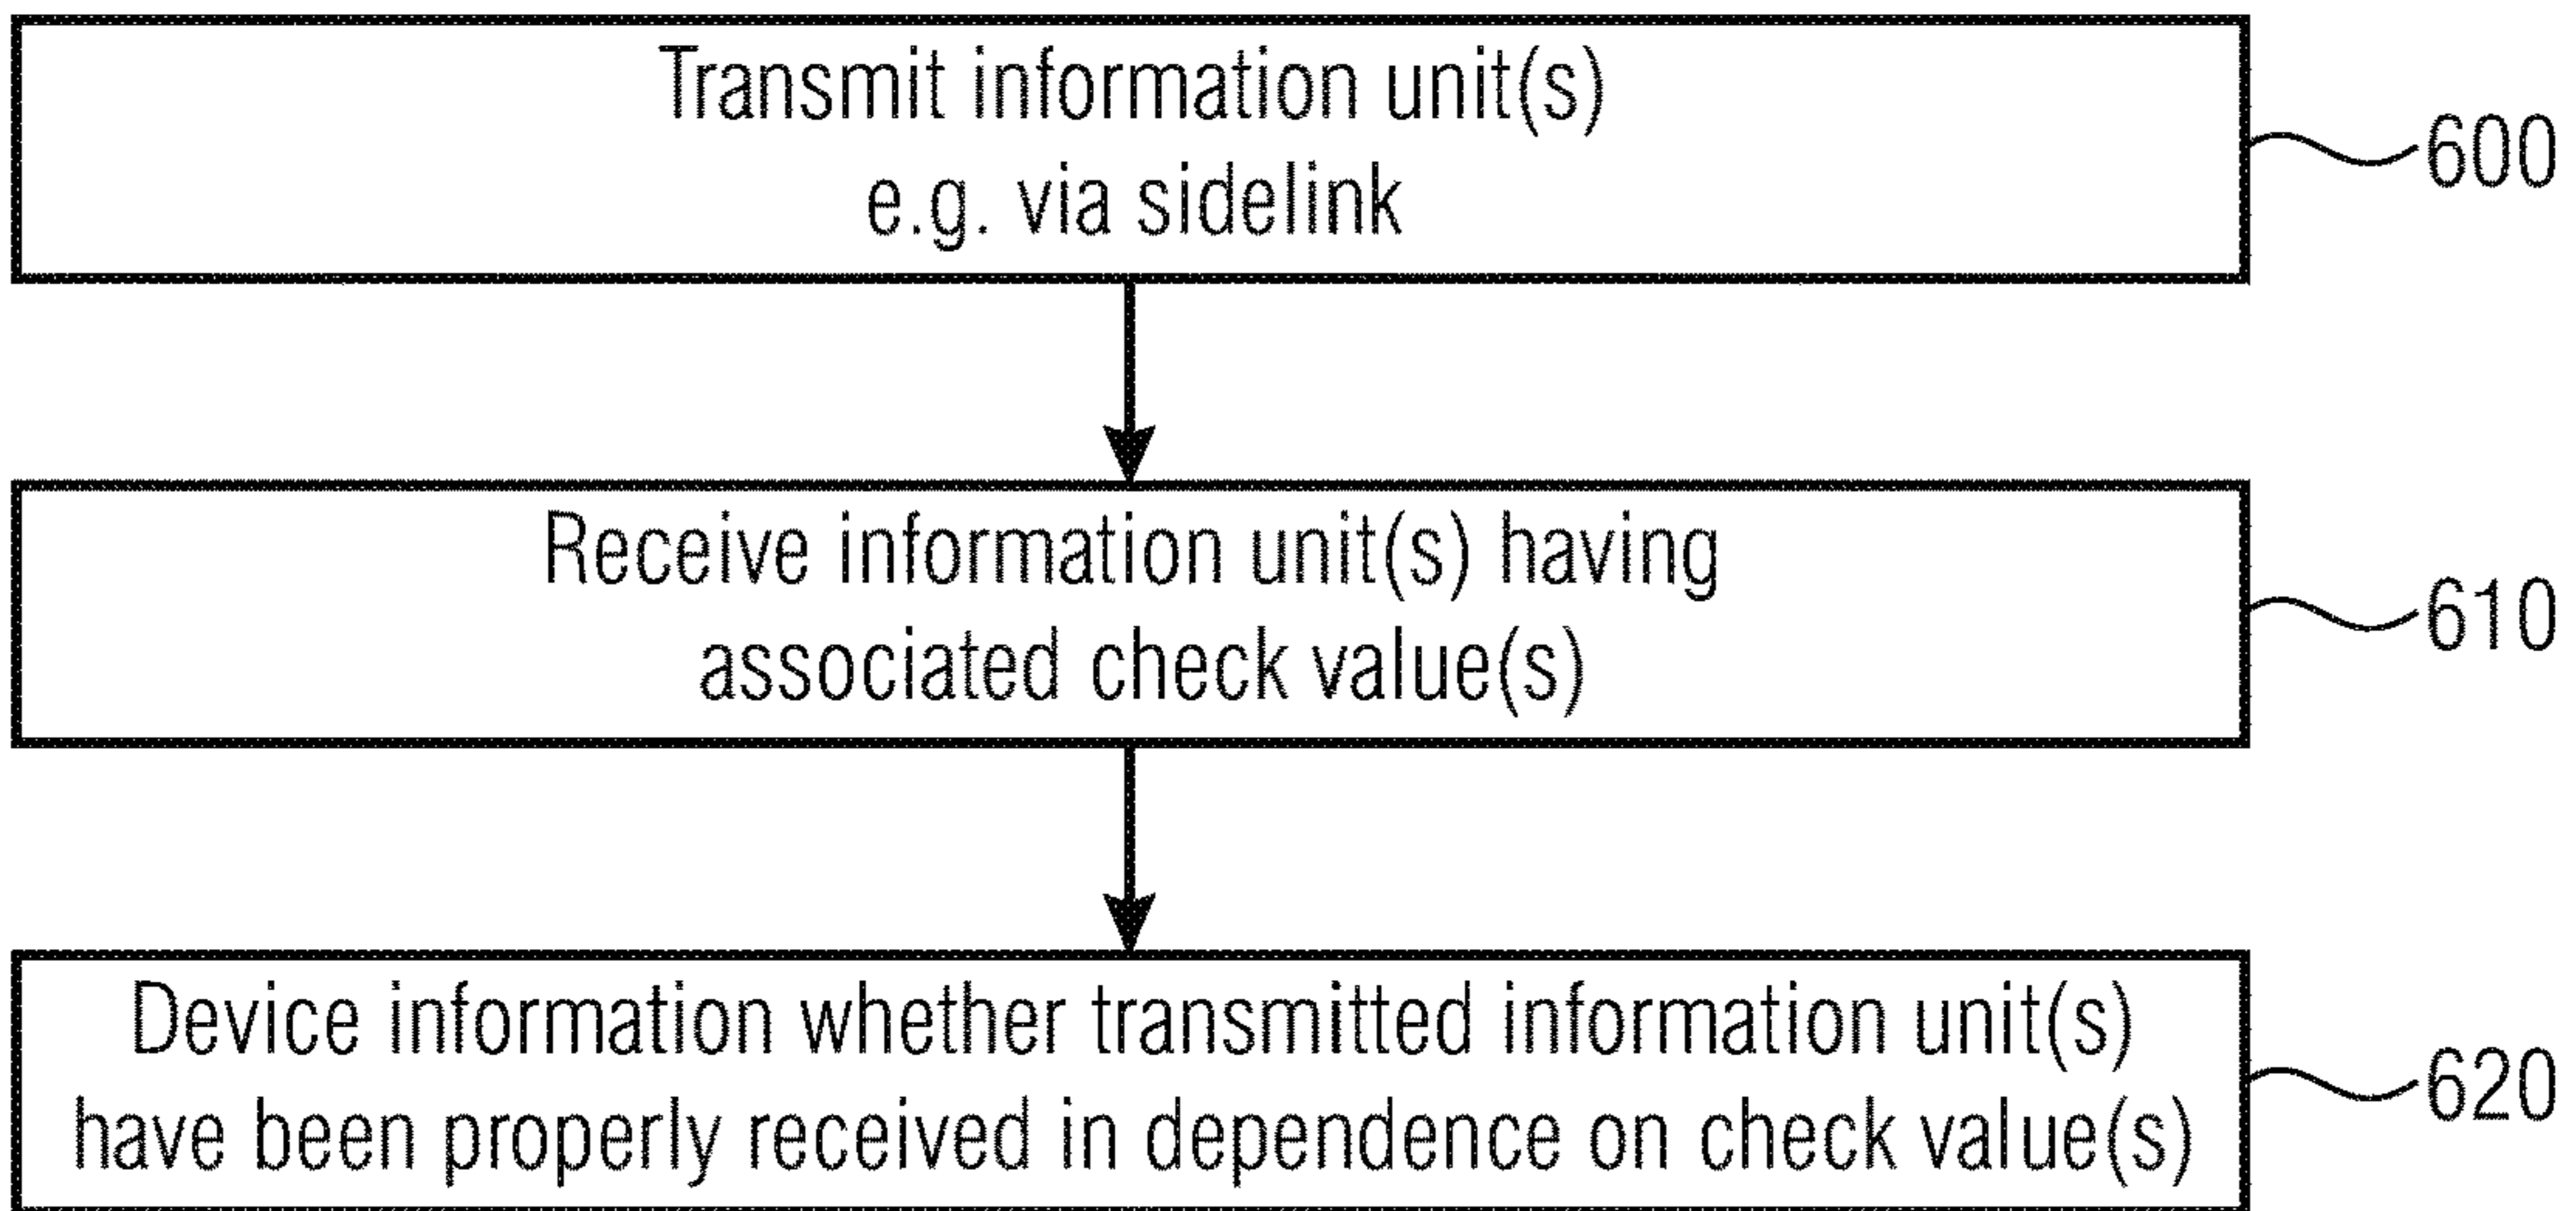 Transmit information unit(s)
e.g. via sidelink
600
Receive information unit(s) having
associated check value(s)
610
Device information whether transmitted information unit(s)
have been properly received in dependence on check value(s)
620